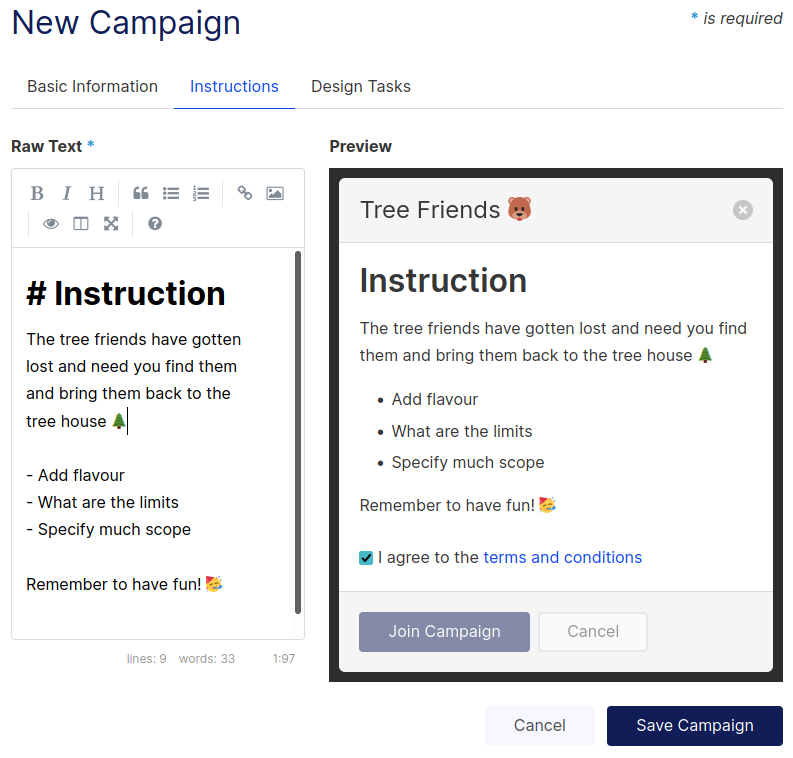 New Campaign
* is required
Basic Information
Instructions
Design Tasks
Raw Text *
Preview
B I H
# Instruction
The tree friends have gotten
lost and need you find them
and bring them back to the
tree house 🌲
- Add flavour
- What are the limits
- Specify much scope
Remember to have fun! 🥳
lines: 9 words: 33 1:97
Tree Friends 🐻
Instruction
The tree friends have gotten lost and need you find
them and bring them back to the tree house 🌲
• Add flavour
• What are the limits
• Specify much scope
Remember to have fun! 🥳
I agree to the terms and conditions
Join Campaign
Cancel
Cancel
Save Campaign